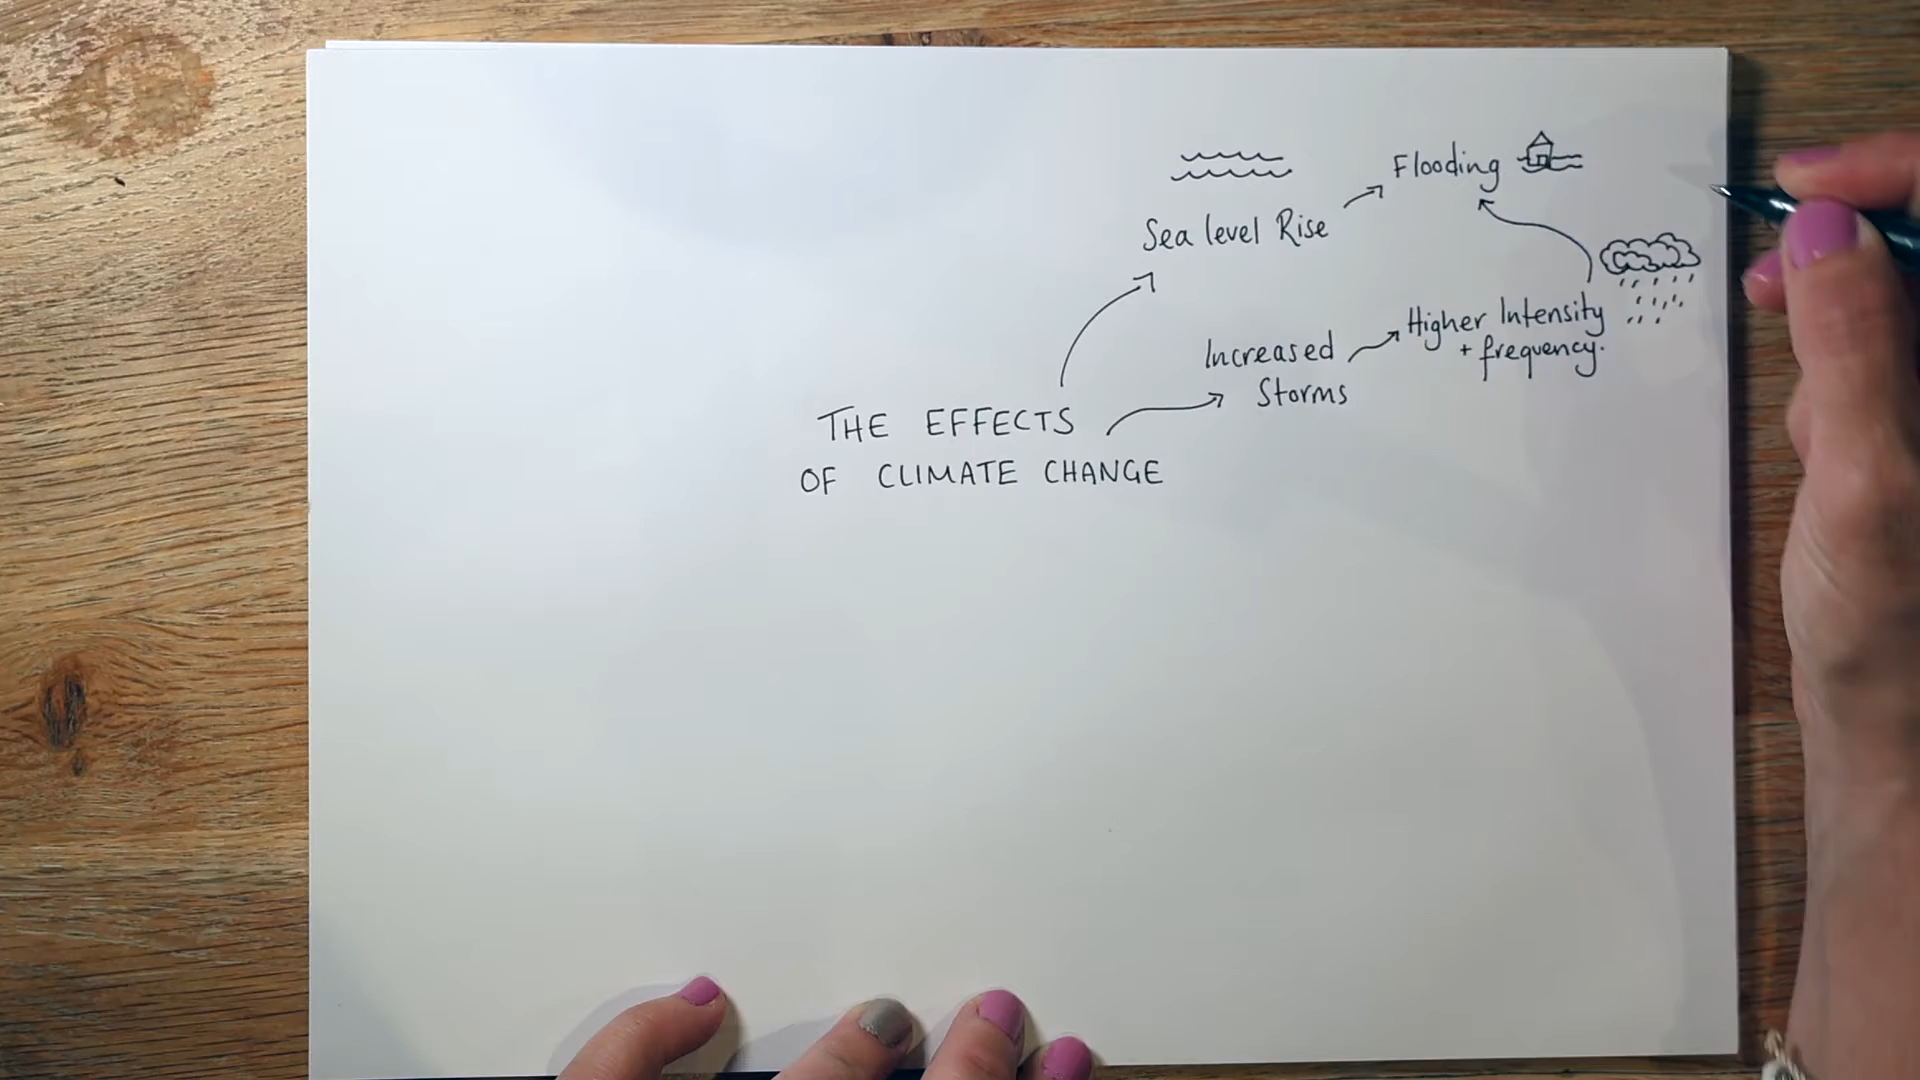 Flooding
Sea level Rise
Higher Intensity
+ frequency.
Increased
Storms
THE EFFECTS
OF CLIMATE CHANGE